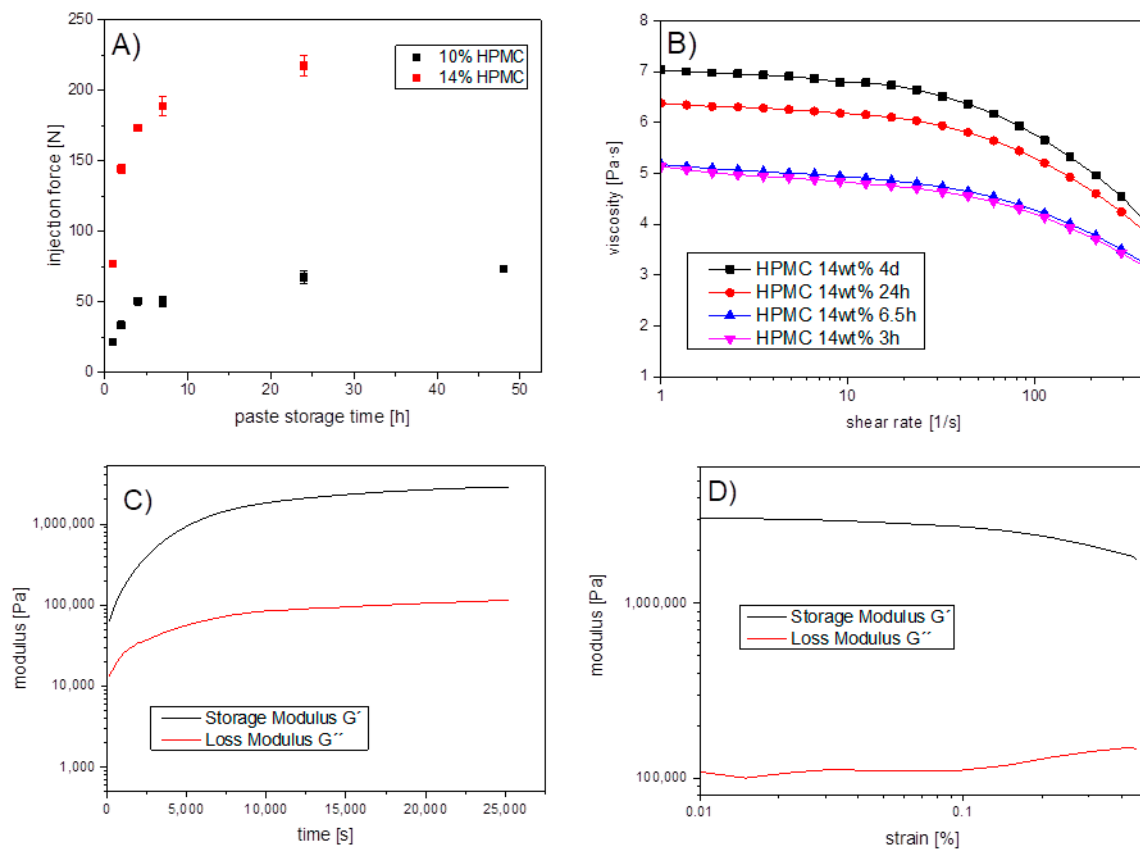 A)
250
200
150
100
50
0
injection force [N]
10% HPMC
14% HPMC
0 10 20 30 40 50
paste storage time [h]
B)
8
7
6
5
4
3
2
1
viscosity [Pa·s]
HPMC 14wt% 4d
HPMC 14wt% 24h
HPMC 14wt% 6.5h
HPMC 14wt% 3h
1 10 100
shear rate [1/s]
C)
1,000,000
100,000
10,000
1,000
modulus [Pa]
Storage Modulus G´
Loss Modulus G´´
0 5,000 10,000 15,000 20,000 25,000
time [s]
D)
1,000,000
100,000
modulus [Pa]
Storage Modulus G´
Loss Modulus G´´
0.01 0.1
strain [%]